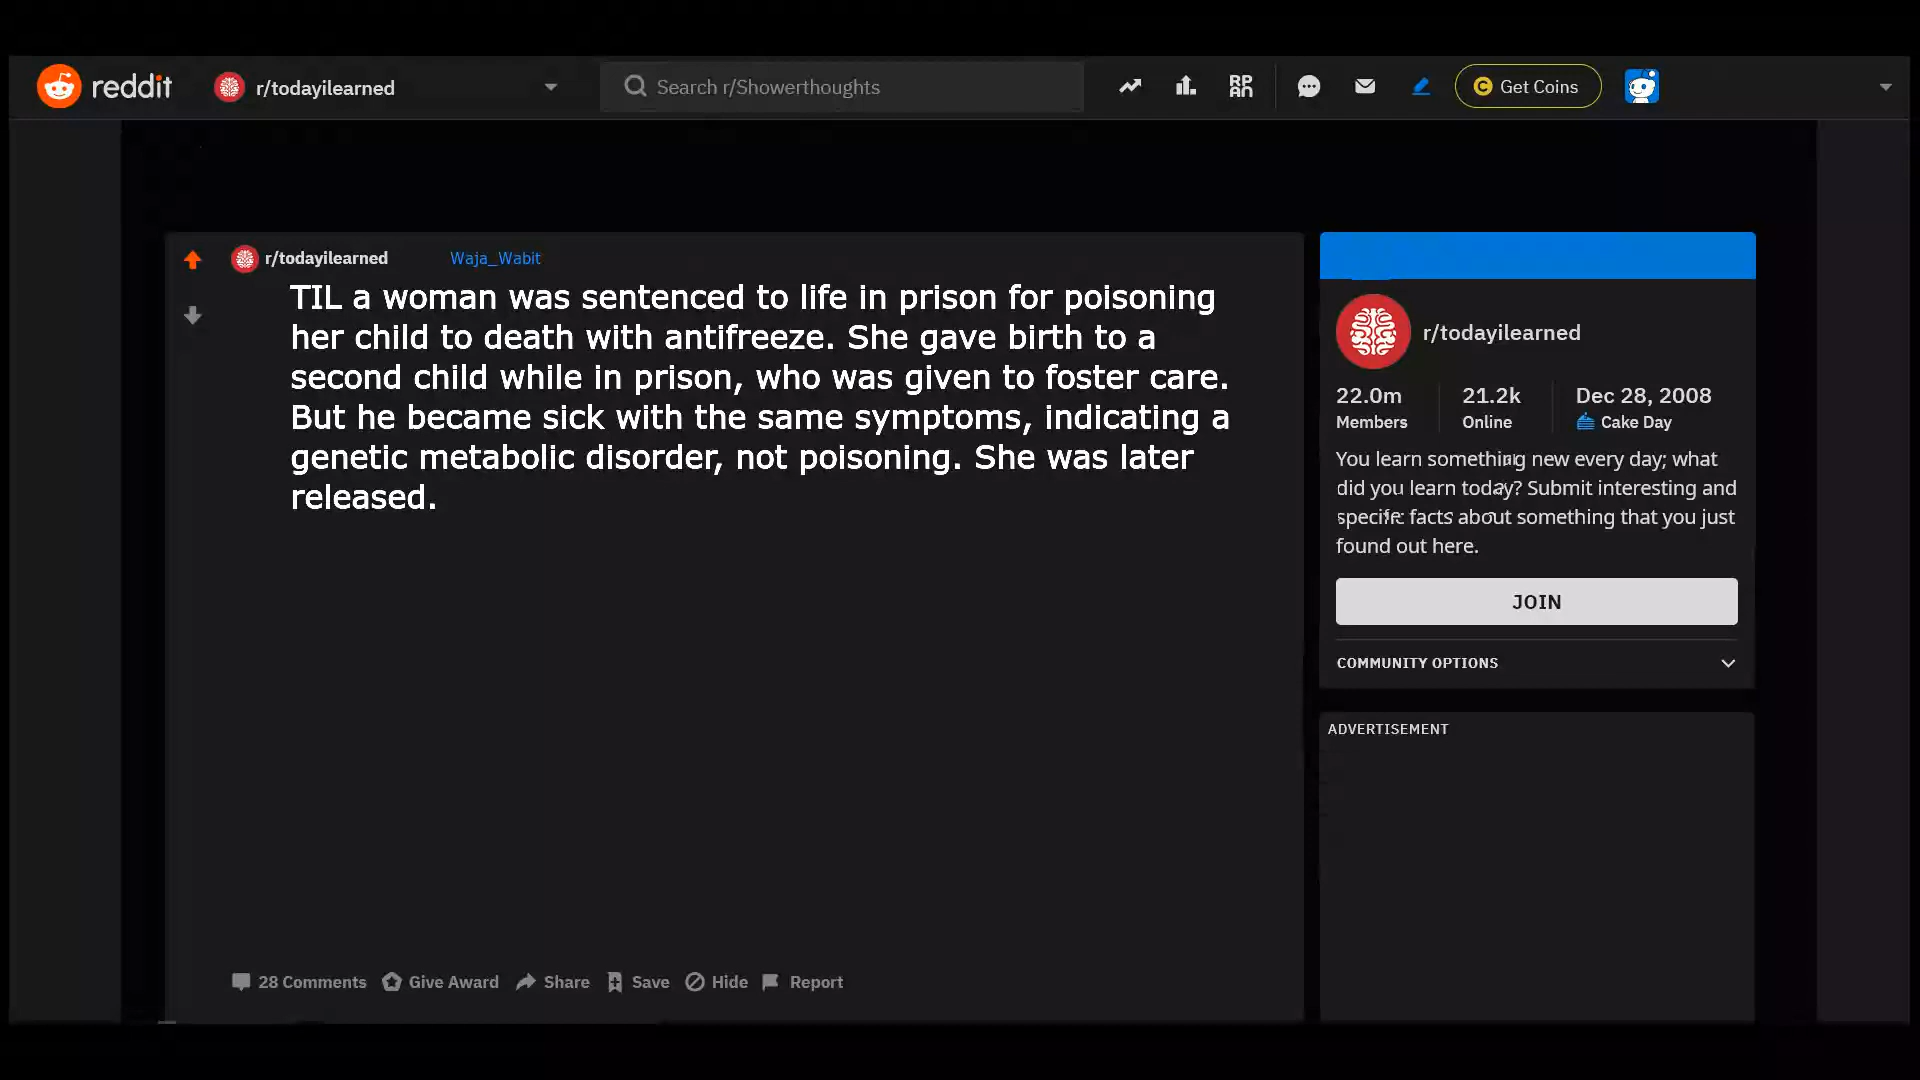 reddit
r/todayilearned
Search r/Showerthoughts
RPAN
Get Coins
r/todayilearned
Waja_Wabit
TIL a woman was sentenced to life in prison for poisoning
her child to death with antifreeze. She gave birth to a
second child while in prison, who was given to foster care.
But he became sick with the same symptoms, indicating a
genetic metabolic disorder, not poisoning. She was later
released.
28 Comments
Give Award
Share
Save
Hide
Report
r/todayilearned
22.0m
Members
21.2k
Online
Dec 28, 2008
Cake Day
You learn something new every day; what
did you learn today? Submit interesting and
specific facts about something that you just
found out here.
JOIN
COMMUNITY OPTIONS
ADVERTISEMENT